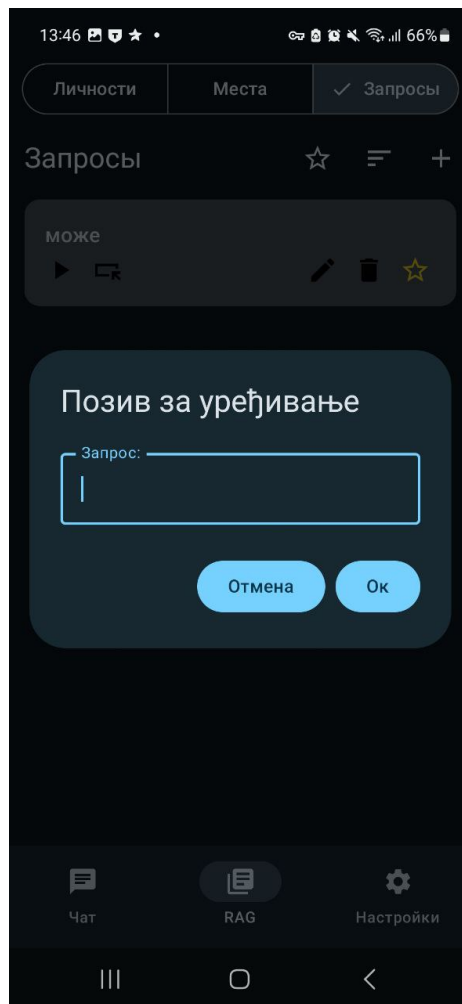 13:46
66%
Личности
Места
Запросы
Запросы
може
Позив за уређивање
Запрос:
Отмена
Ок
Чат
RAG
Настройки